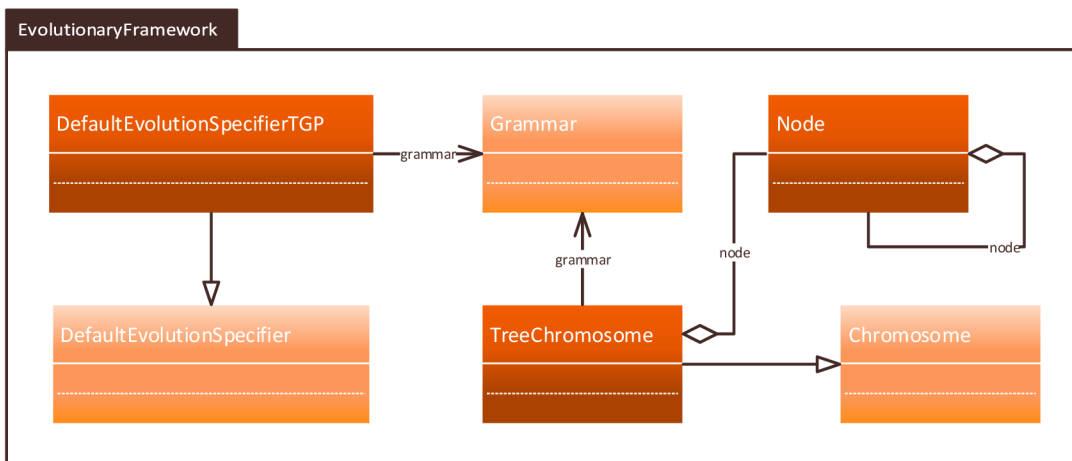 EvolutionaryFramework
DefaultEvolutionSpecifierTGP
Grammar
Node
grammar
node
node
grammar
DefaultEvolutionSpecifier
TreeChromosome
Chromosome